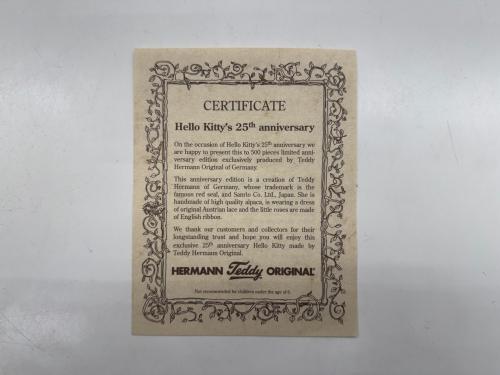 CERTIFICATE
Hello Kitty's 25th anniversary
On the occasion of Hello Kitty's 25th anniversary we
are happy to present this to 500 pieces limited anni-
versary edition exclusively produced by Teddy
Hermann Original of Germany.
This anniversary edition is a creation of Teddy
Hermann of Germany, whose trademark is the
famous red seal, and Sanrio Co. Ltd., Japan. She is
handmade of high quality alpaca, is wearing a dress
of original Austrian lace and the little roses are made
of English ribbon.
We thank our customers and collectors for their
longstanding trust and hope you will enjoy this
exclusive 25th anniversary Hello Kitty made by
Teddy Hermann Original.
HERMANN Teddy ORIGINAL®
Not recommended for children under the age of 6.